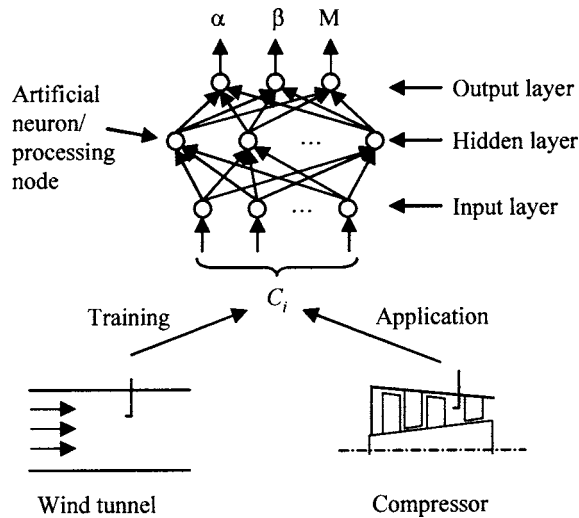 α β M
Artificial
neuron/
processing
node
Output layer
Hidden layer
...
Input layer
...
C_i
Training
Application
Wind tunnel
Compressor